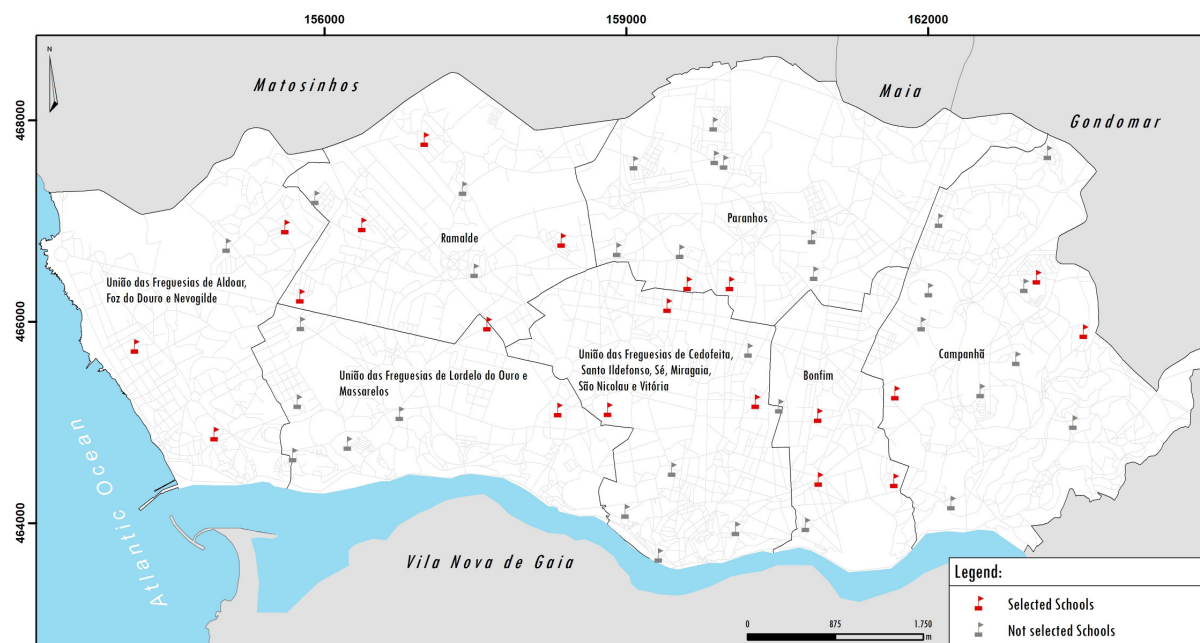 156000
159000
162000
N
Matosinhos
Maia
Gondomar
468000
Paranhos
Ramalde
União das Freguesias de Aldoar,
Foz do Douro e Nevogilde
466000
União das Freguesias de Cedofeita,
Santo Ildefonso, Sé, Miragaia,
São Nicolau e Vitória
Campanhã
União das Freguesias de Lordelo do Ouro e
Massarelos
Bonfim
464000
Atlantic Ocean
Vila Nova de Gaia
Legend:
Selected Schools
Not selected Schools
0
875
1.750
m